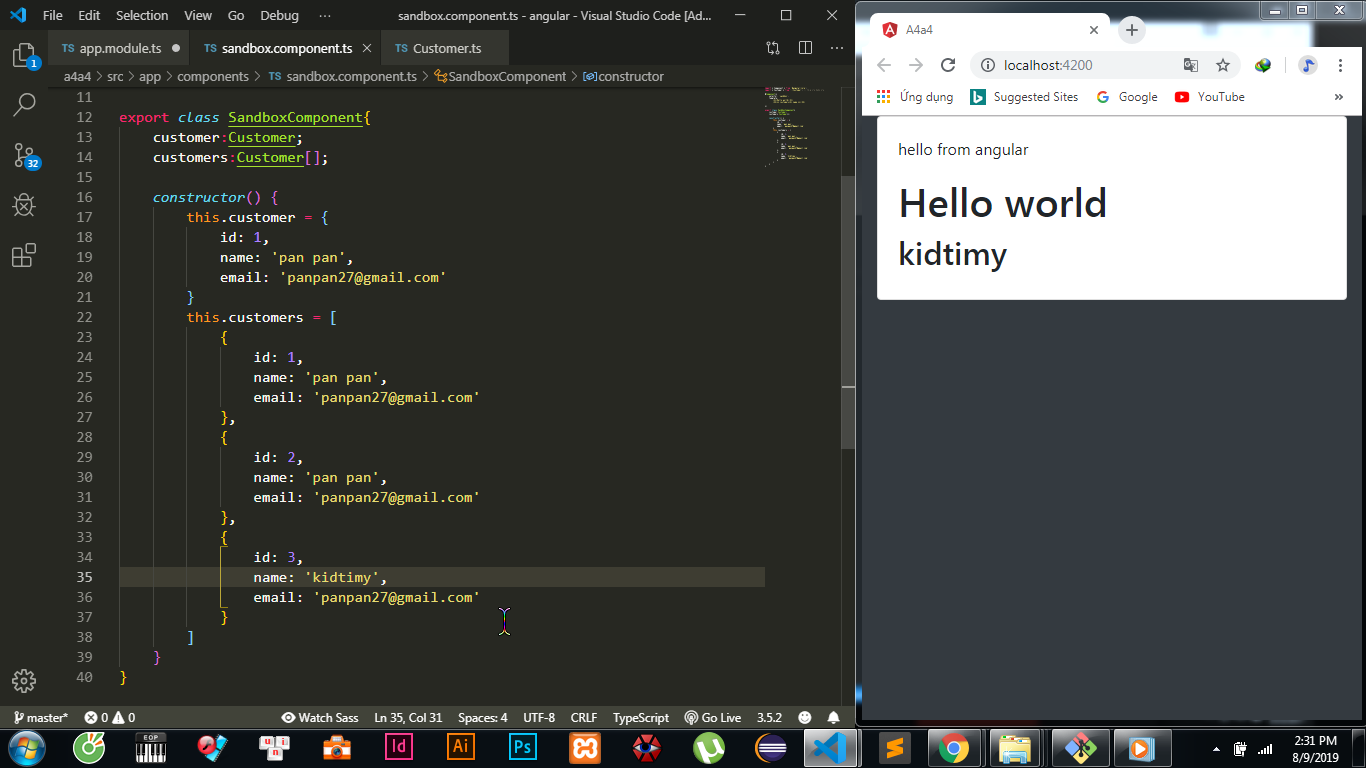 File Edit Selection View Go Debug ··· sandbox.component.ts - angular - Visual Studio Code [Ad...
TS app.module.ts TS sandbox.component.ts TS Customer.ts
a4a4 > src > app > components > TS sandbox.component.ts > SandboxComponent > constructor
1
32
11
12 export class SandboxComponent{
13 customer:Customer;
14 customers:Customer[];
15
16 constructor() {
17 this.customer = {
18 id: 1,
19 name: 'pan pan',
20 email: 'panpan27@gmail.com'
21 }
22 this.customers = [
23 {
24 id: 1,
25 name: 'pan pan',
26 email: 'panpan27@gmail.com'
27 },
28 {
29 id: 2,
30 name: 'pan pan',
31 email: 'panpan27@gmail.com'
32 },
33 {
34 id: 3,
35 name: 'kidtimy',
36 email: 'panpan27@gmail.com'
37 }
38 ]
39 }
40 }
master* 0 0 Watch Sass Ln 35, Col 31 Spaces: 4 UTF-8 CRLF TypeScript Go Live 3.5.2
A4a4
localhost:4200
Ứng dụng Suggested Sites Google YouTube »
hello from angular
Hello world
kidtimy
EOP
Id
Ai
Ps
2:31 PM
8/9/2019